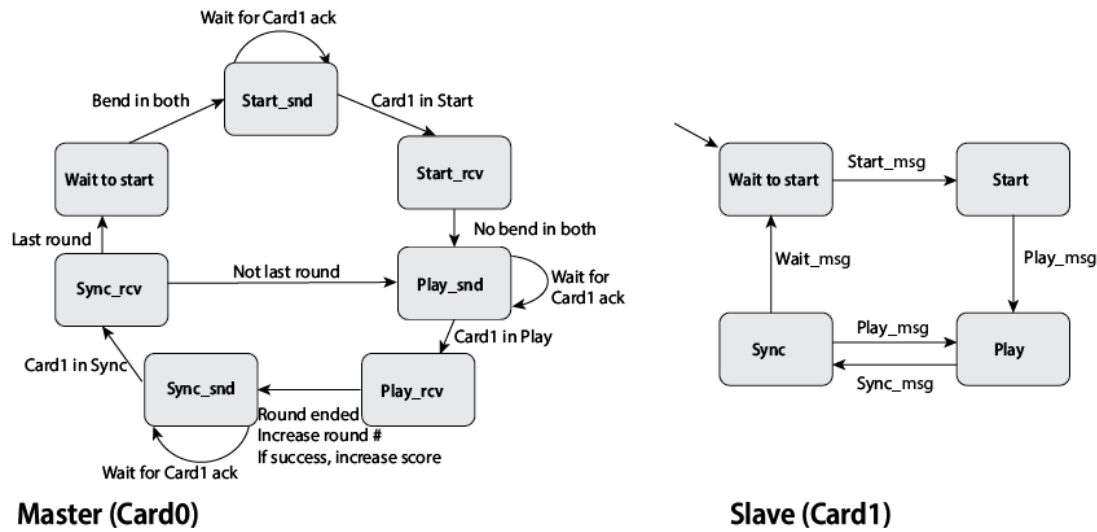 Wait for Card1 ack
Start_snd
Bend in both
Card1 in Start
Wait to start
Start_rcv
Last round
No bend in both
Sync_rcv
Not last round
Play_snd
Wait for
Card1 ack
Card1 in Sync
Card1 in Play
Sync_snd
Play_rcv
Round ended
Increase round #
If success, increase score
Wait for Card1 ack
Master (Card0)
Wait to start
Start_msg
Start
Wait_msg
Play_msg
Sync
Play_msg
Play
Sync_msg
Slave (Card1)